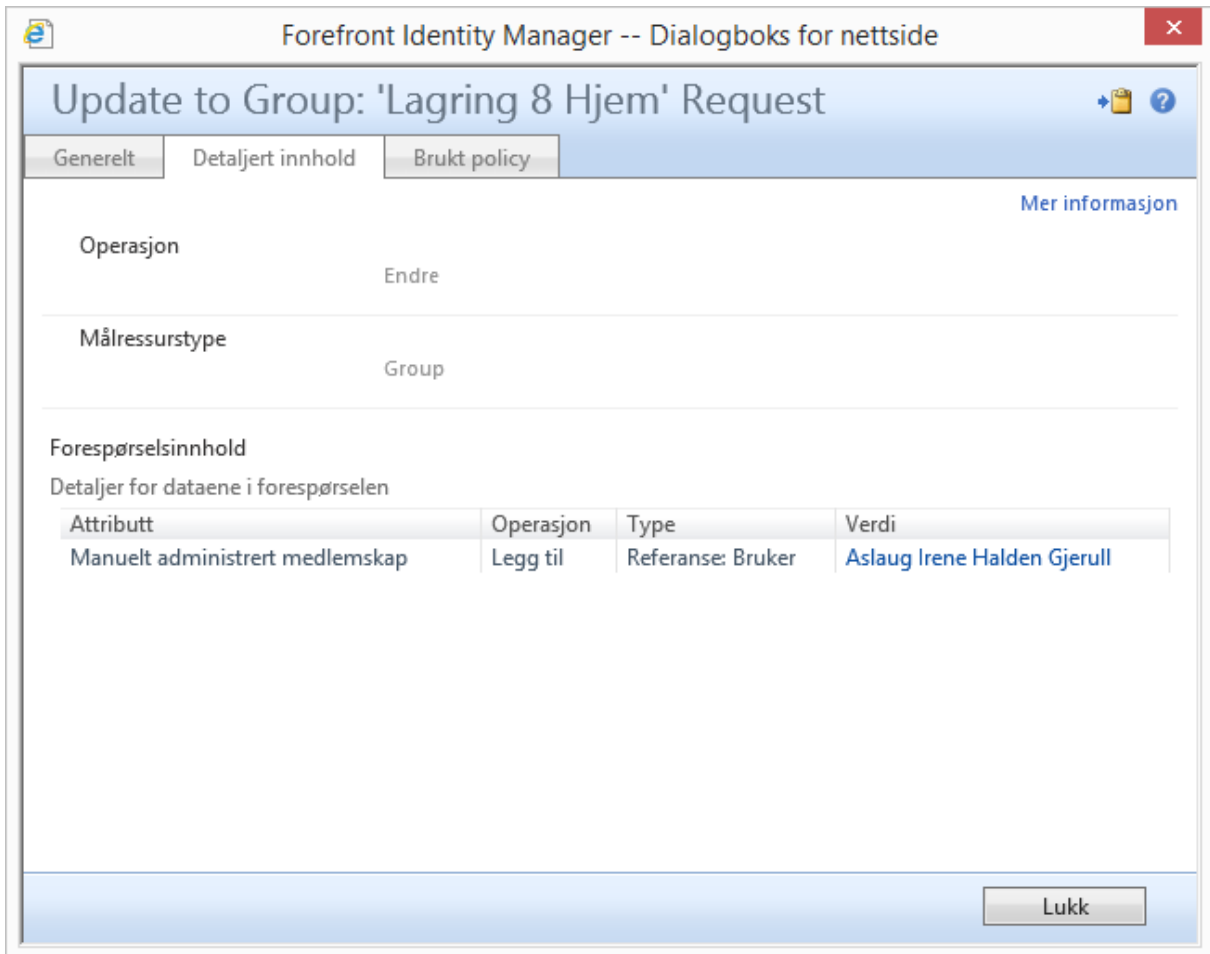 Forefront Identity Manager -- Dialogboks for nettside
Update to Group: 'Lagring 8 Hjem' Request
Generelt Detaljert innhold Brukt policy
Mer informasjon
Operasjon
Endre
Målressurstype
Group
Forespørselsinnhold
Detaljer for dataene i forespørselen
Attributt Operasjon Type Verdi
Manuelt administrert medlemskap Legg til Referanse: Bruker Aslaug Irene Halden Gjerull
Lukk